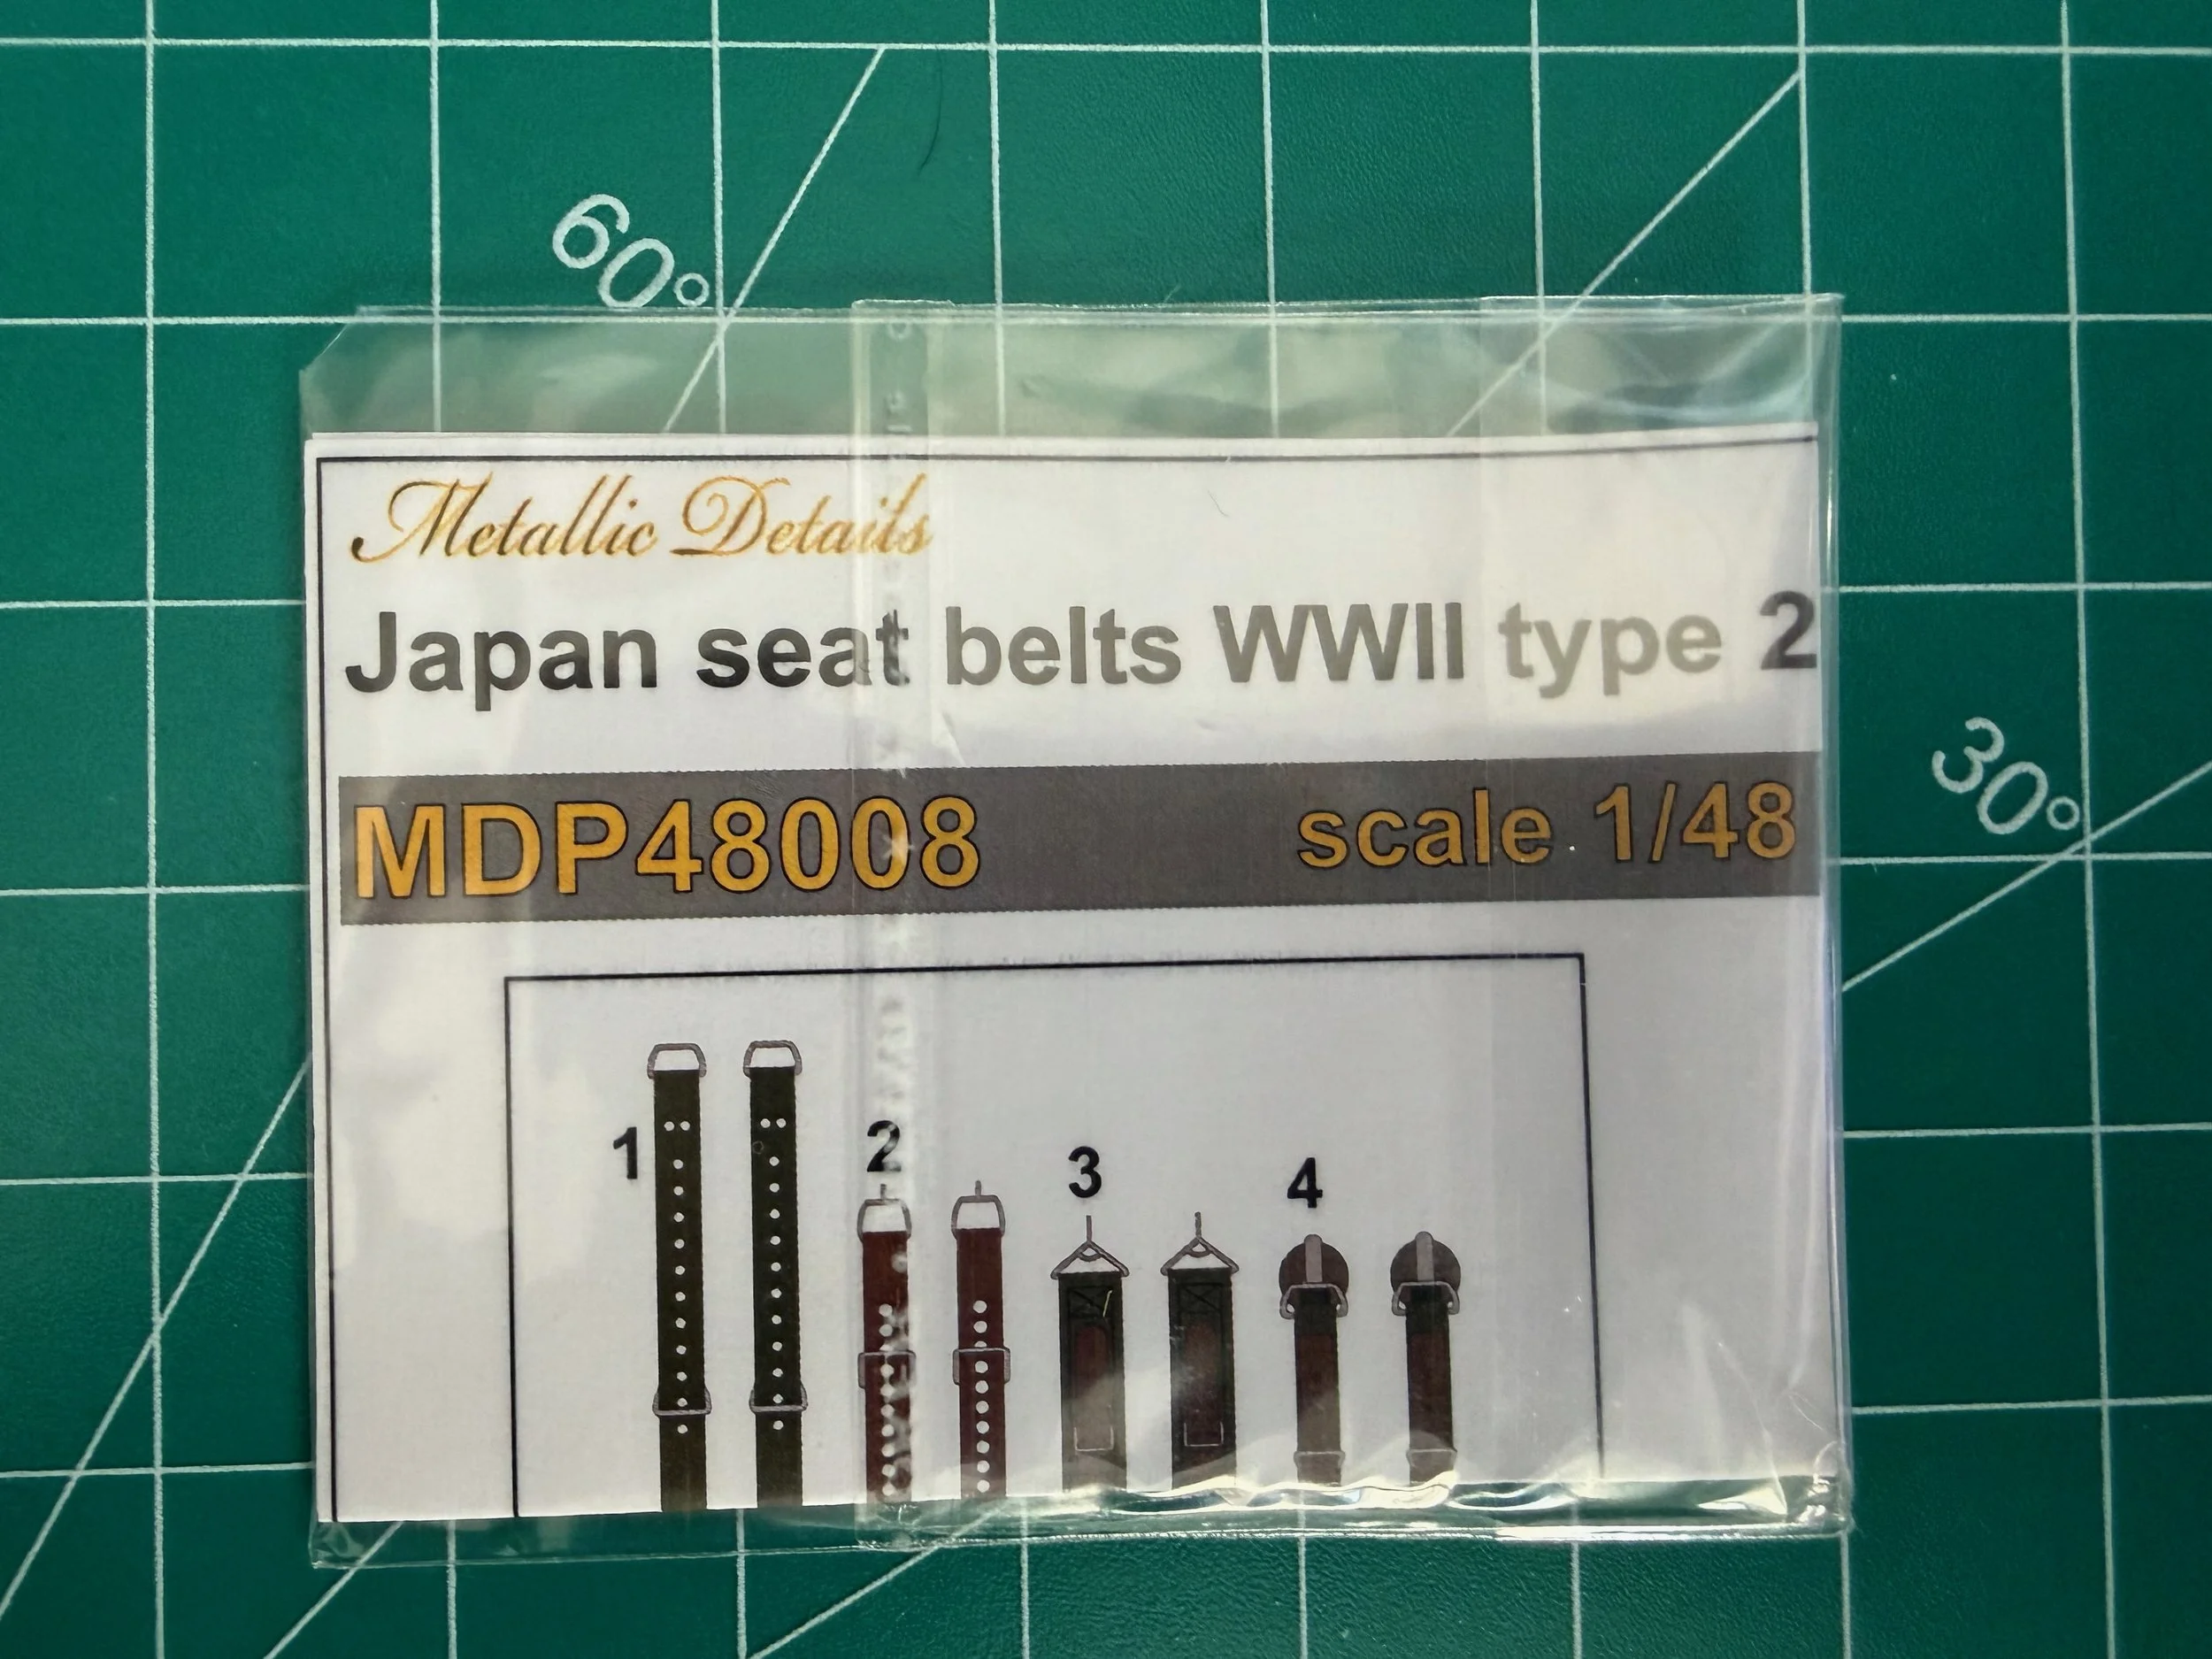 60°
Metallic Details
Japan seat belts WWII type 2
30°
MDP48008 scale 1/48
1 2 3 4